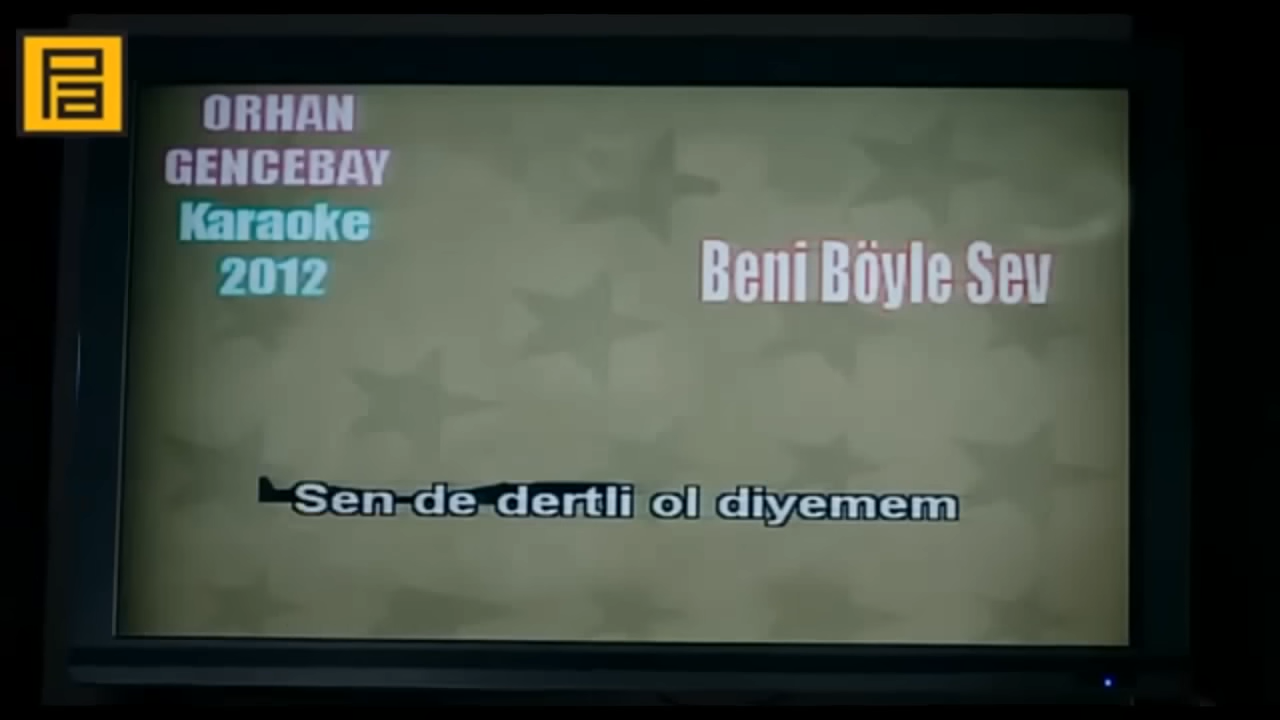 ORHAN
GENCEBAY
Karaoke
2012
Beni Böyle Sev
Sen de dertli ol diyemem